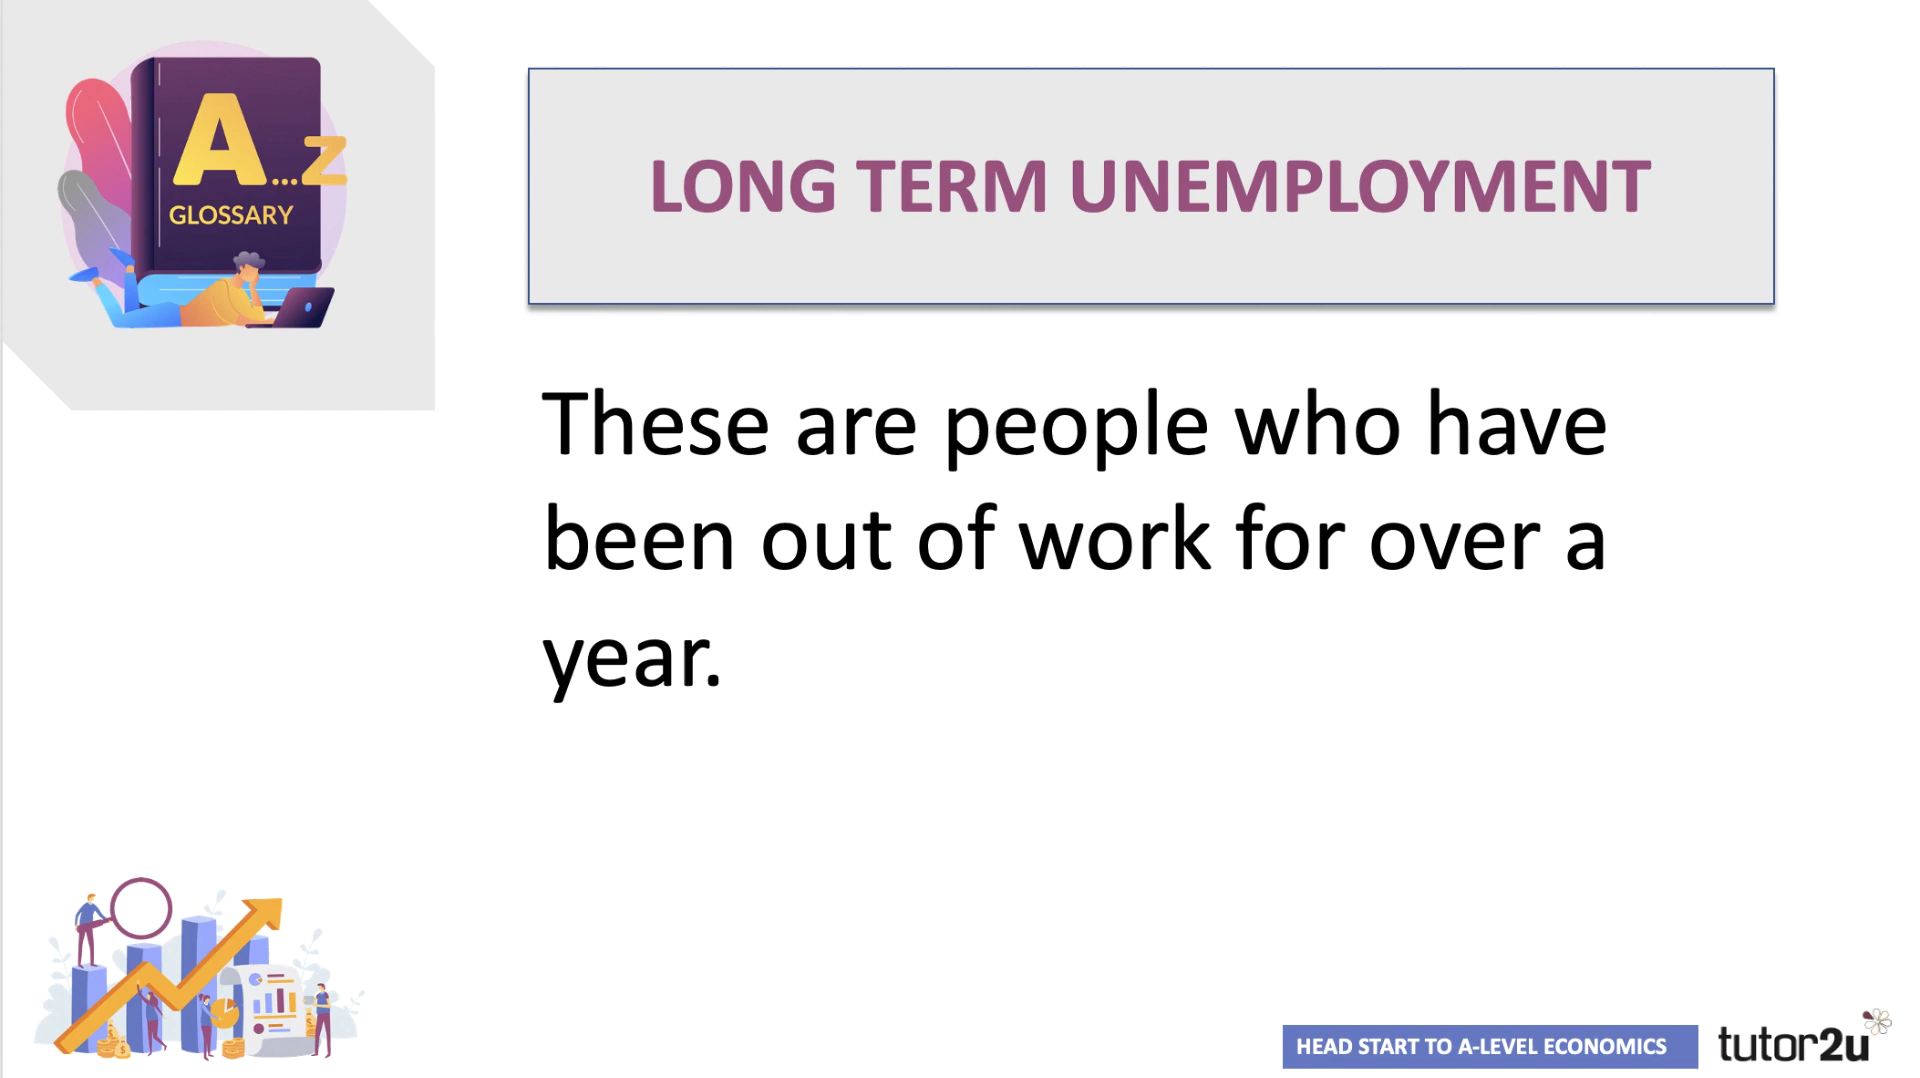 A...Z
GLOSSARY
LONG TERM UNEMPLOYMENT
These are people who have
been out of work for over a
year.
HEAD START TO A-LEVEL ECONOMICS
tutor2u